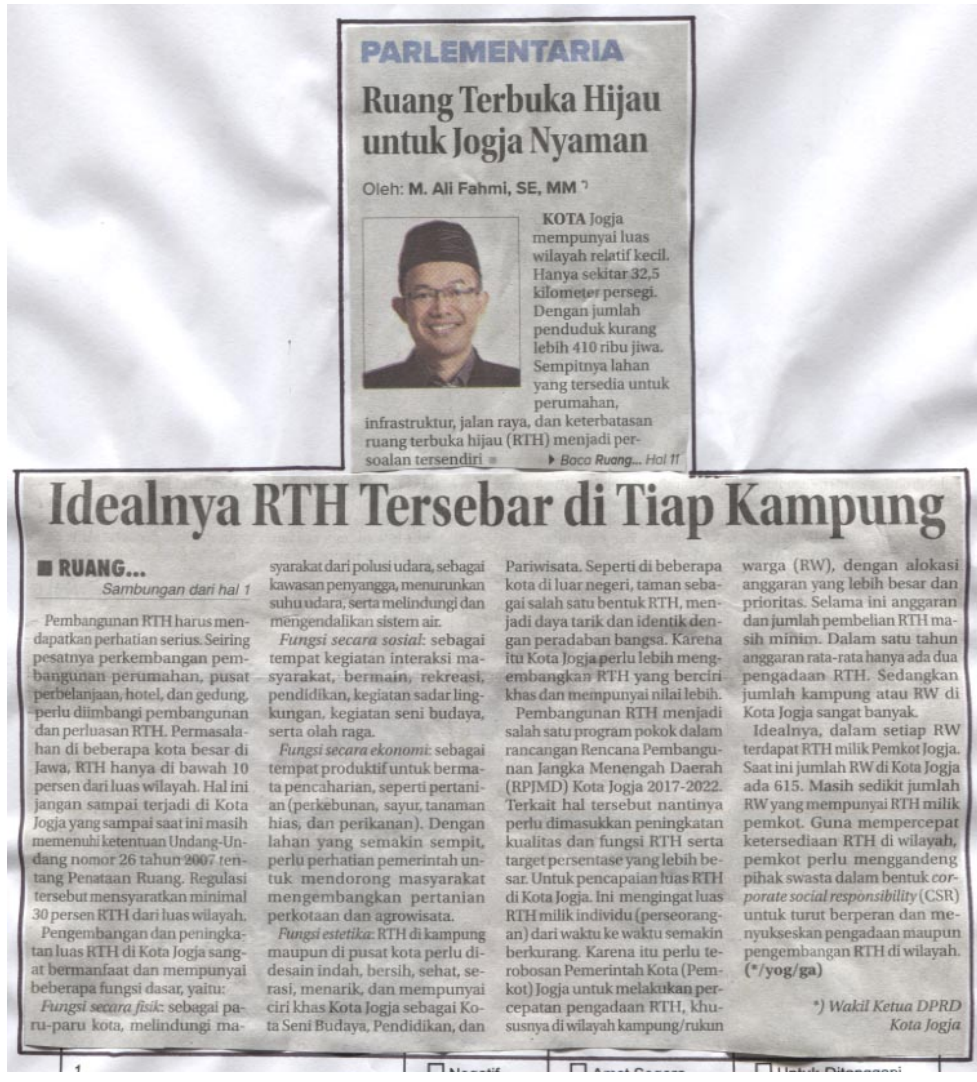 PARLEMENTARIA
Ruang Terbuka Hijau
untuk Jogja Nyaman
Oleh: M. Ali Fahmi, SE, MM *)
KOTA Jogja
mempunyai luas
wilayah relatif kecil.
Hanya sekitar 32,5
kilometer persegi.
Dengan jumlah
penduduk kurang
lebih 410 ribu jiwa.
Sempitnya lahan
yang tersedia untuk
perumahan,
infrastruktur, jalan raya, dan keterbatasan
ruang terbuka hijau (RTH) menjadi per-
soalan tersendiri
▶ Baca Ruang... Hal 11
Idealnya RTH Tersebar di Tiap Kampung
■ RUANG...
Sambungan dari hal 1
Pembangunan RTH harus men-
dapatkan perhatian serius. Seiring
pesatnya perkembangan pem-
bangunan perumahan, pusat
perbelanjaan, hotel, dan gedung,
perlu diimbangi pembangunan
dan perluasan RTH. Permasala-
han di beberapa kota besar di
Jawa, RTH hanya di bawah 10
persen dari luas wilayah. Hal ini
jangan sampai terjadi di Kota
Jogja yang sampai saat ini masih
memenuhi ketentuan Undang-Un-
dang nomor 26 tahun 2007 ten-
tang Penataan Ruang. Regulasi
tersebut mensyaratkan minimal
30 persen RTH dari luas wilayah.
Pengembangan dan peningka-
tan luas RTH di Kota Jogja sang-
at bermanfaat dan mempunyai
beberapa fungsi dasar, yaitu:
Fungsi secara fisik: sebagai pa-
ru-paru kota, melindungi ma-
syarakat dari polusi udara, sebagai
kawasan penyangga, menurunkan
suhu udara, serta melindungi dan
mengendalikan sistem air.
Fungsi secara sosial: sebagai
tempat kegiatan interaksi ma-
syarakat, bermain, rekreasi,
pendidikan, kegiatan sadar ling-
kungan, kegiatan seni budaya,
serta olah raga.
Fungsi secara ekonomi: sebagai
tempat produktif untuk berma-
ta pencaharian, seperti pertani-
an (perkebunan, sayur, tanaman
hias, dan perikanan). Dengan
lahan yang semakin sempit,
perlu perhatian pemerintah un-
tuk mendorong masyarakat
mengembangkan pertanian
perkotaan dan agrowisata.
Fungsi estetika: RTH di kampung
maupun di pusat kota perlu di-
desain indah, bersih, sehat, se-
rasi, menarik, dan mempunyai
ciri khas Kota Jogja sebagai Ko-
ta Seni Budaya, Pendidikan, dan
Pariwisata. Seperti di beberapa
kota di luar negeri, taman seba-
gai salah satu bentuk RTH, men-
jadi daya tarik dan identik den-
gan peradaban bangsa. Karena
itu Kota Jogja perlu lebih meng-
embangkan RTH yang berciri
khas dan mempunyai nilai lebih.
Pembangunan RTH menjadi
salah satu program pokok dalam
rancangan Rencana Pembangu-
nan Jangka Menengah Daerah
(RPJMD) Kota Jogja 2017-2022.
Terkait hal tersebut nantinya
perlu dimasukkan peningkatan
kualitas dan fungsi RTH serta
target persentase yang lebih be-
sar. Untuk pencapaian luas RTH
di Kota Jogja. Ini mengingat luas
RTH milik individu (perseorang-
an) dari waktu ke waktu semakin
berkurang. Karena itu perlu te-
robosan Pemerintah Kota (Pem-
kot) Jogja untuk melakukan per-
cepatan pengadaan RTH, khu-
susnya di wilayah kampung/rukun
warga (RW), dengan alokasi
anggaran yang lebih besar dan
prioritas. Selama ini anggaran
dan jumlah pembelian RTH ma-
sih minim. Dalam satu tahun
anggaran rata-rata hanya ada dua
pengadaan RTH. Sedangkan
jumlah kampung atau RW di
Kota Jogja sangat banyak.
Idealnya, dalam setiap RW
terdapat RTH milik Pemkot Jogja.
Saat ini jumlah RW di Kota Jogja
ada 615. Masih sedikit jumlah
RW yang mempunyai RTH milik
pemkot. Guna mempercepat
ketersediaan RTH di wilayah,
pemkot perlu menggandeng
pihak swasta dalam bentuk cor-
porate social responsibility (CSR)
untuk turut berperan dan me-
nyukseskan pengadaan maupun
pengembangan RTH di wilayah.
(*/yog/ga)
*) Wakil Ketua DPRD
Kota Jogja